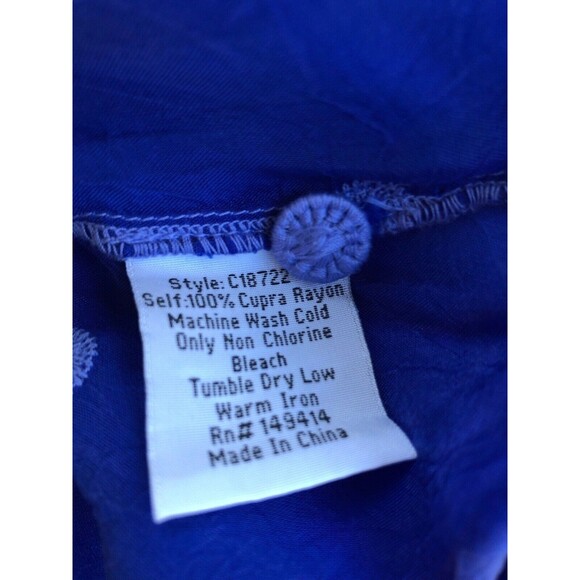 Style: C18722
Self:100% Cupra Rayon
Machine Wash Cold
Only Non Chlorine
Bleach
Tumble Dry Low
Warm Iron
Rn# 149414
Made In China